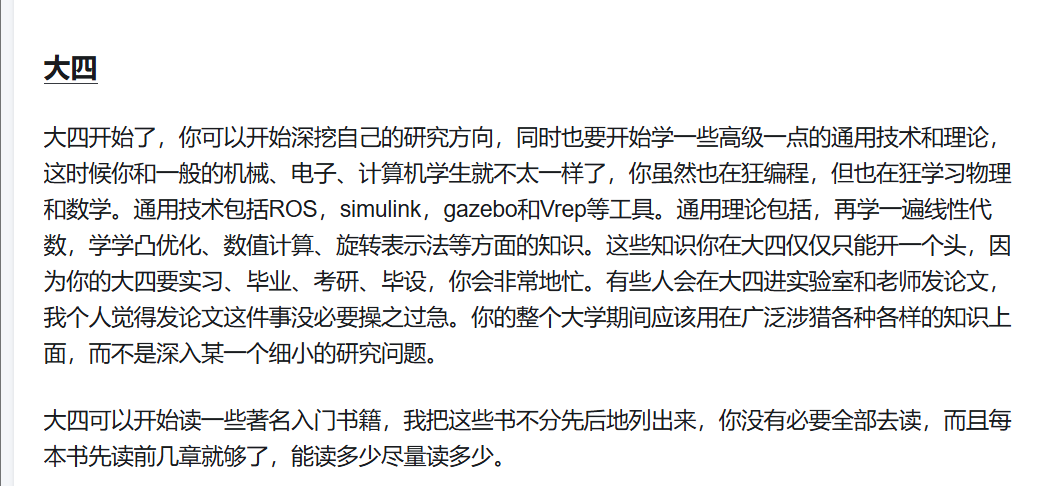 大四
大四开始了，你可以开始深挖自己的研究方向，同时也要开始学一些高级一点的通用技术和理论，
这时候你和一般的机械、电子、计算机学生就不太一样了，你虽然也在狂编程，但也在狂学习物理
和数学。通用技术包括ROS，simulink，gazebo和Vrep等工具。通用理论包括，再学一遍线性代
数，学学凸优化、数值计算、旋转表示法等方面的知识。这些知识你在大四仅仅只能开一个头，因
为你的大四要实习、毕业、考研、毕设，你会非常地忙。有些人会在大四进实验室和老师发论文，
我个人觉得发论文这件事没必要操之过急。你的整个大学期间应该用在广泛涉猎各种各样的知识上
面，而不是深入某一个细小的研究问题。
大四可以开始读一些著名入门书籍，我把这些书不分先后地列出来，你没有必要全部去读，而且每
本书先读前几章就够了，能读多少尽量读多少。